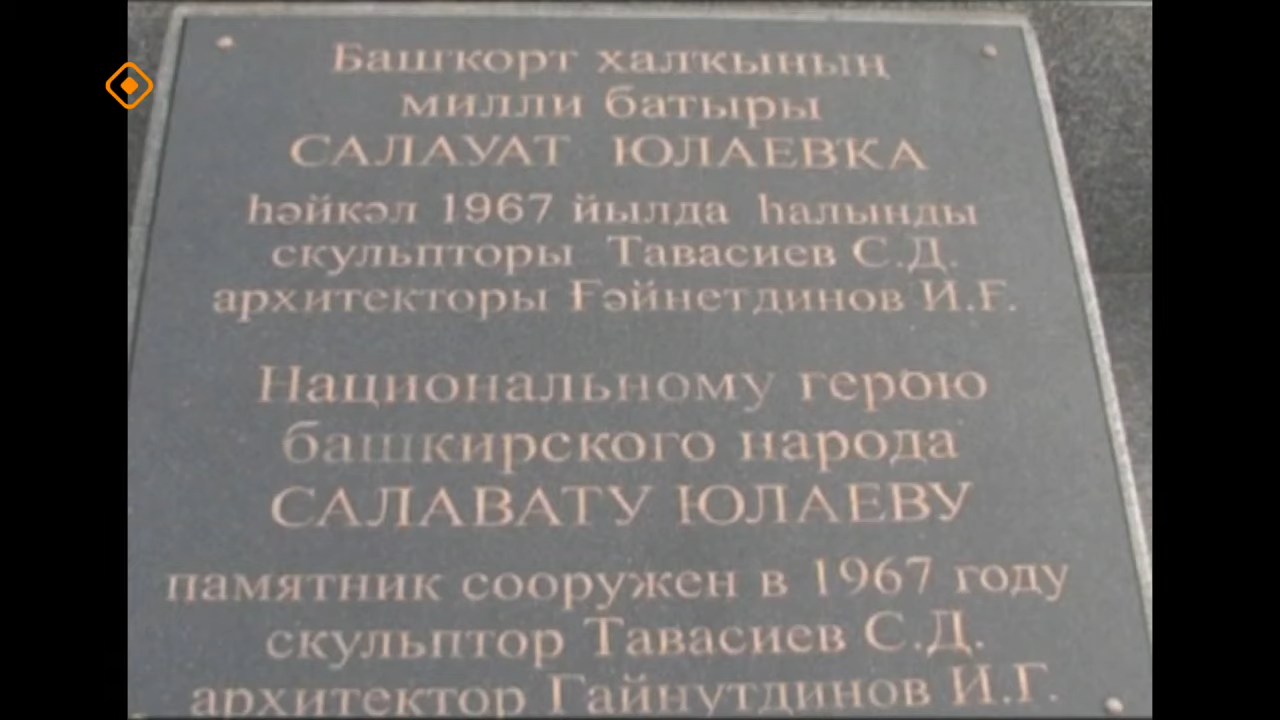 Башҡорт халҡының
милли батыры
САЛАУАТ ЮЛАЕВҠА
һәйкәл 1967 йылда һалынды
скульпторы Тавасиев С.Д.
архитекторы Ғәйнетдинов И.Ғ.
Национальному герою
башкирского народа
САЛАВАТУ ЮЛАЕВУ
памятник сооружен в 1967 году
скульптор Тавасиев С.Д.
архитектор Гайнутдинов И.Г.